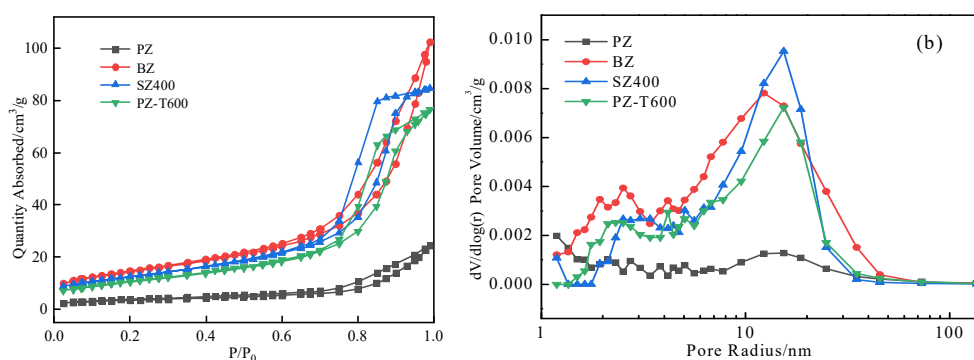 Quantity Absorbed/cm³/g
100
80
60
40
20
0
PZ
BZ
SZ400
PZ-T600
0.0 0.2 0.4 0.6 0.8 1.0
P/P₀
dV/dlog(r) Pore Volume/cm³/g
0.010
0.008
0.006
0.004
0.002
0.000
PZ
BZ
SZ400
PZ-T600
(b)
1 10 100
Pore Radius/nm